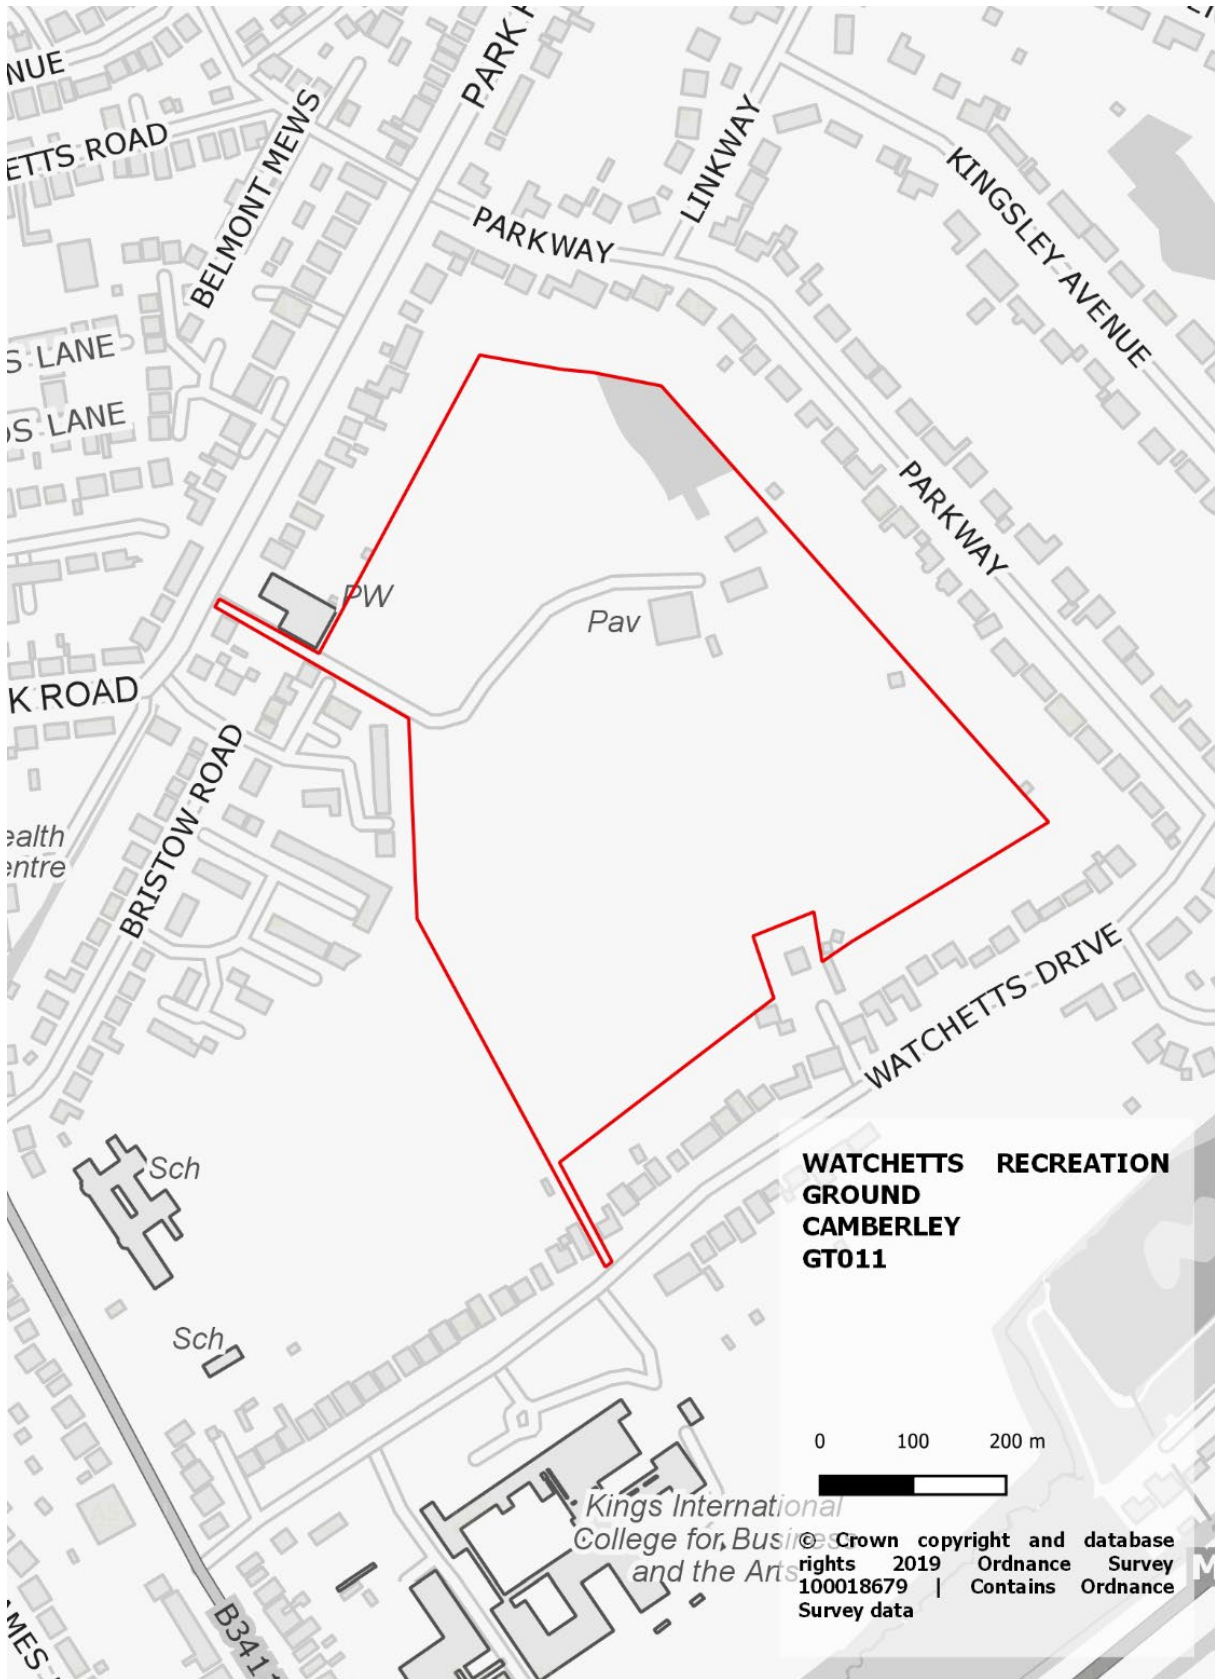 NUE
PARK
ETTS ROAD
BELMONT MEWS
LINKWAY
PARKWAY
KINGSLEY AVENUE
S LANE
LANE
PARKWAY
PW
Pav
K ROAD
BRISTOW ROAD
ealth
entre
WATCHETTS DRIVE
Sch
Sch
WATCHETTS RECREATION
GROUND
CAMBERLEY
GT011
0 100 200 m
Kings International
College for Business
and the Arts
© Crown copyright and database
rights 2019 Ordnance Survey
100018679 | Contains Ordnance
Survey data
M
B3411
MES